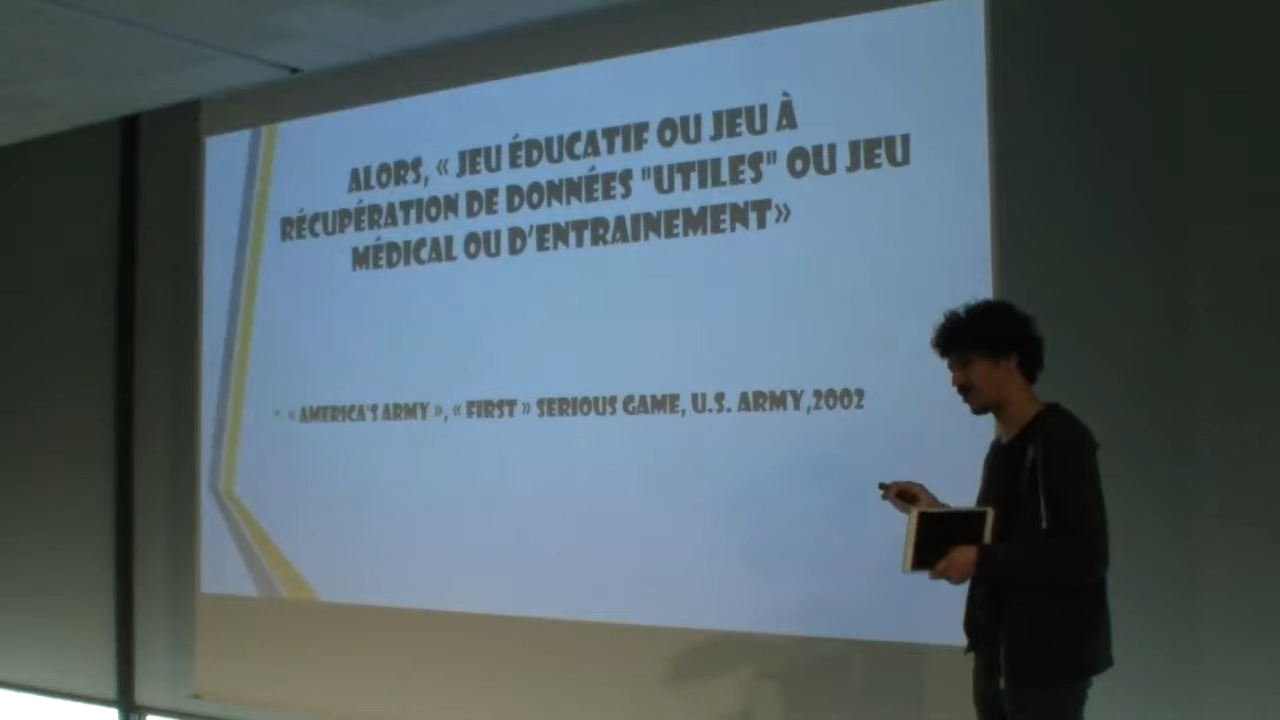 ALORS, « JEU ÉDUCATIF OU JEU À
RÉCUPÉRATION DE DONNÉES "UTILES" OU JEU
MÉDICAL OU D'ENTRAINEMENT»
• « AMERICA'S ARMY », « FIRST » SERIOUS GAME, U.S. ARMY,2002